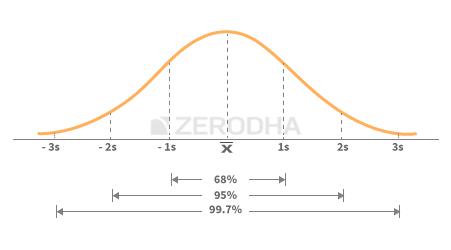 ZERODHA
- 3s - 2s - 1s x̄ 1s 2s 3s
68%
95%
99.7%